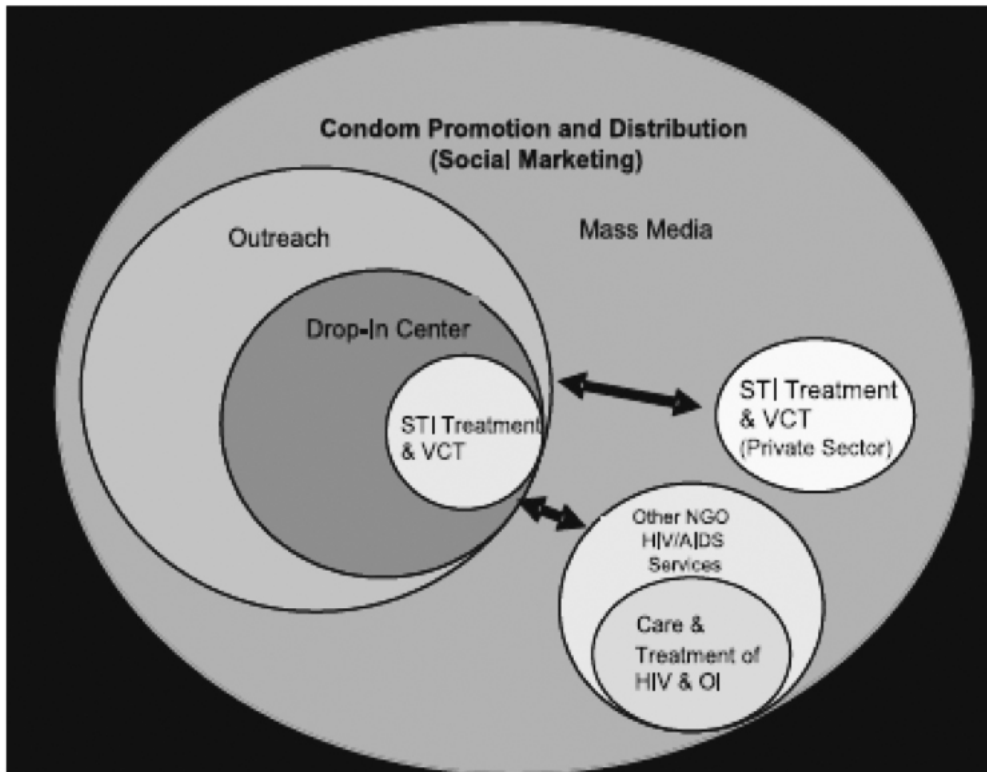 Condom Promotion and Distribution
(Social Marketing)
Mass Media
Outreach
Drop-In Center
STI Treatment
& VCT
STI Treatment
& VCT
(Private Sector)
Other NGO
HIV/AIDS
Services
Care &
Treatment of
HIV & OI